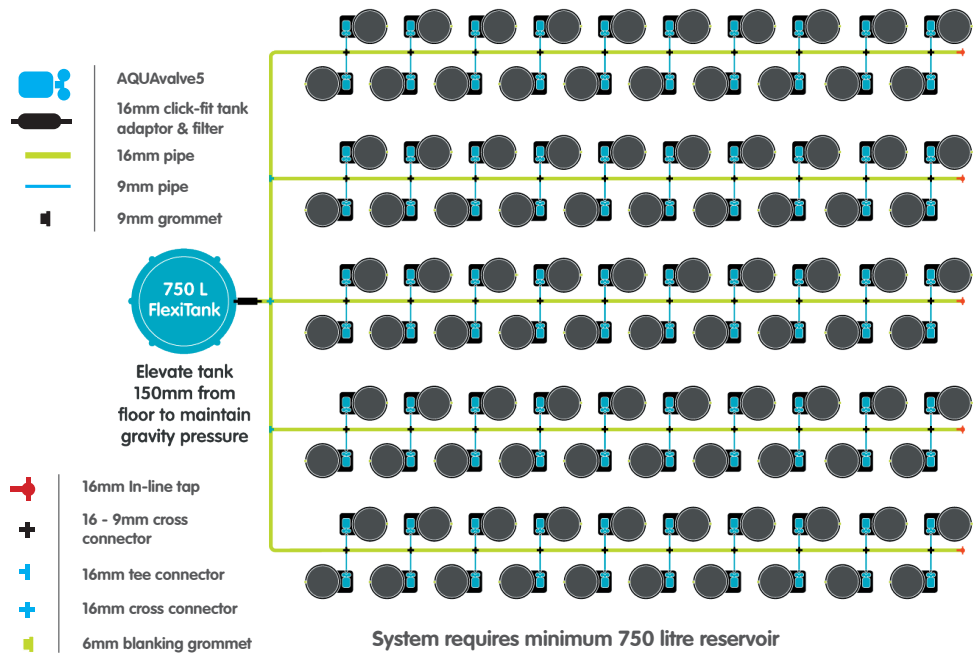 AQUAvalve5
16mm click-fit tank
adaptor & filter
16mm pipe
9mm pipe
9mm grommet
750 L
FlexiTank
Elevate tank
150mm from
floor to maintain
gravity pressure
16mm In-line tap
16 - 9mm cross
connector
16mm tee connector
16mm cross connector
6mm blanking grommet
System requires minimum 750 litre reservoir